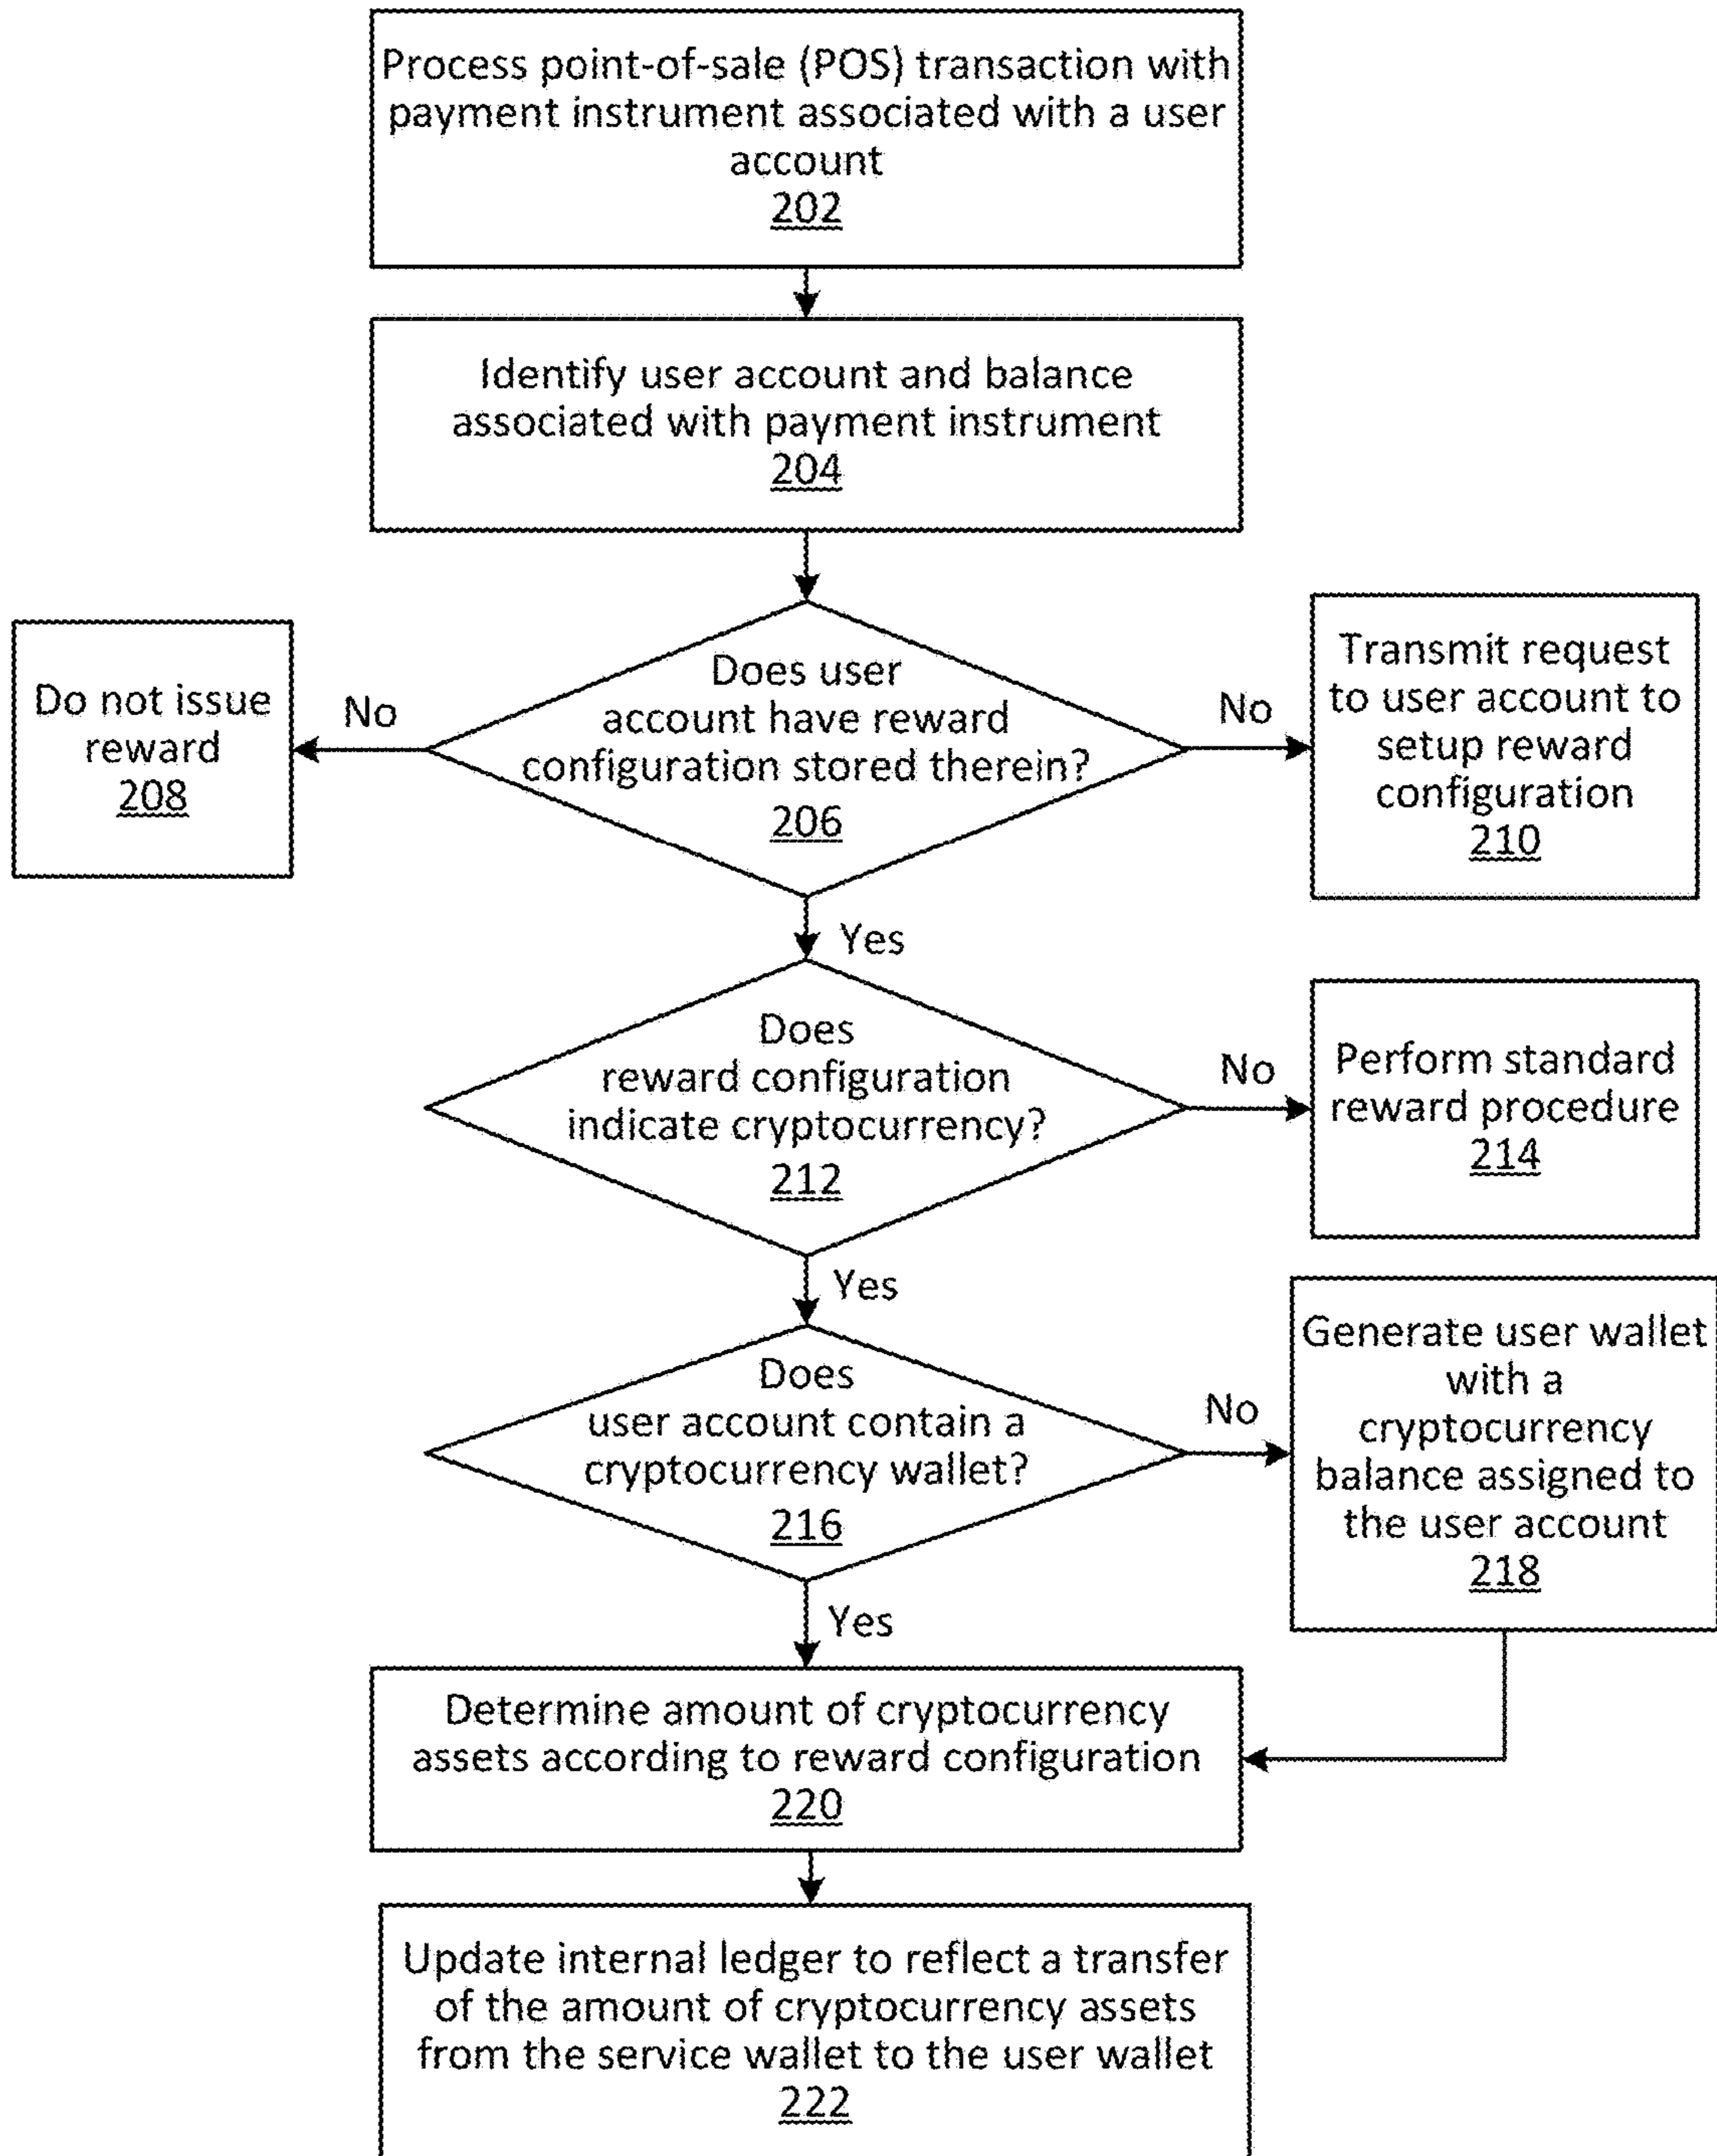 Process point-of-sale (POS) transaction with
payment instrument associated with a user
account
202
Identify user account and balance
associated with payment instrument
204
Does user
account have reward
configuration stored therein?
206
No
Do not issue
reward
208
No
Transmit request
to user account to
setup reward
configuration
210
Yes
Does
reward configuration
indicate cryptocurrency?
212
No
Perform standard
reward procedure
214
Yes
Does
user account contain a
cryptocurrency wallet?
216
No
Generate user wallet
with a
cryptocurrency
balance assigned to
the user account
218
Yes
Determine amount of cryptocurrency
assets according to reward configuration
220
Update internal ledger to reflect a transfer
of the amount of cryptocurrency assets
from the service wallet to the user wallet
222